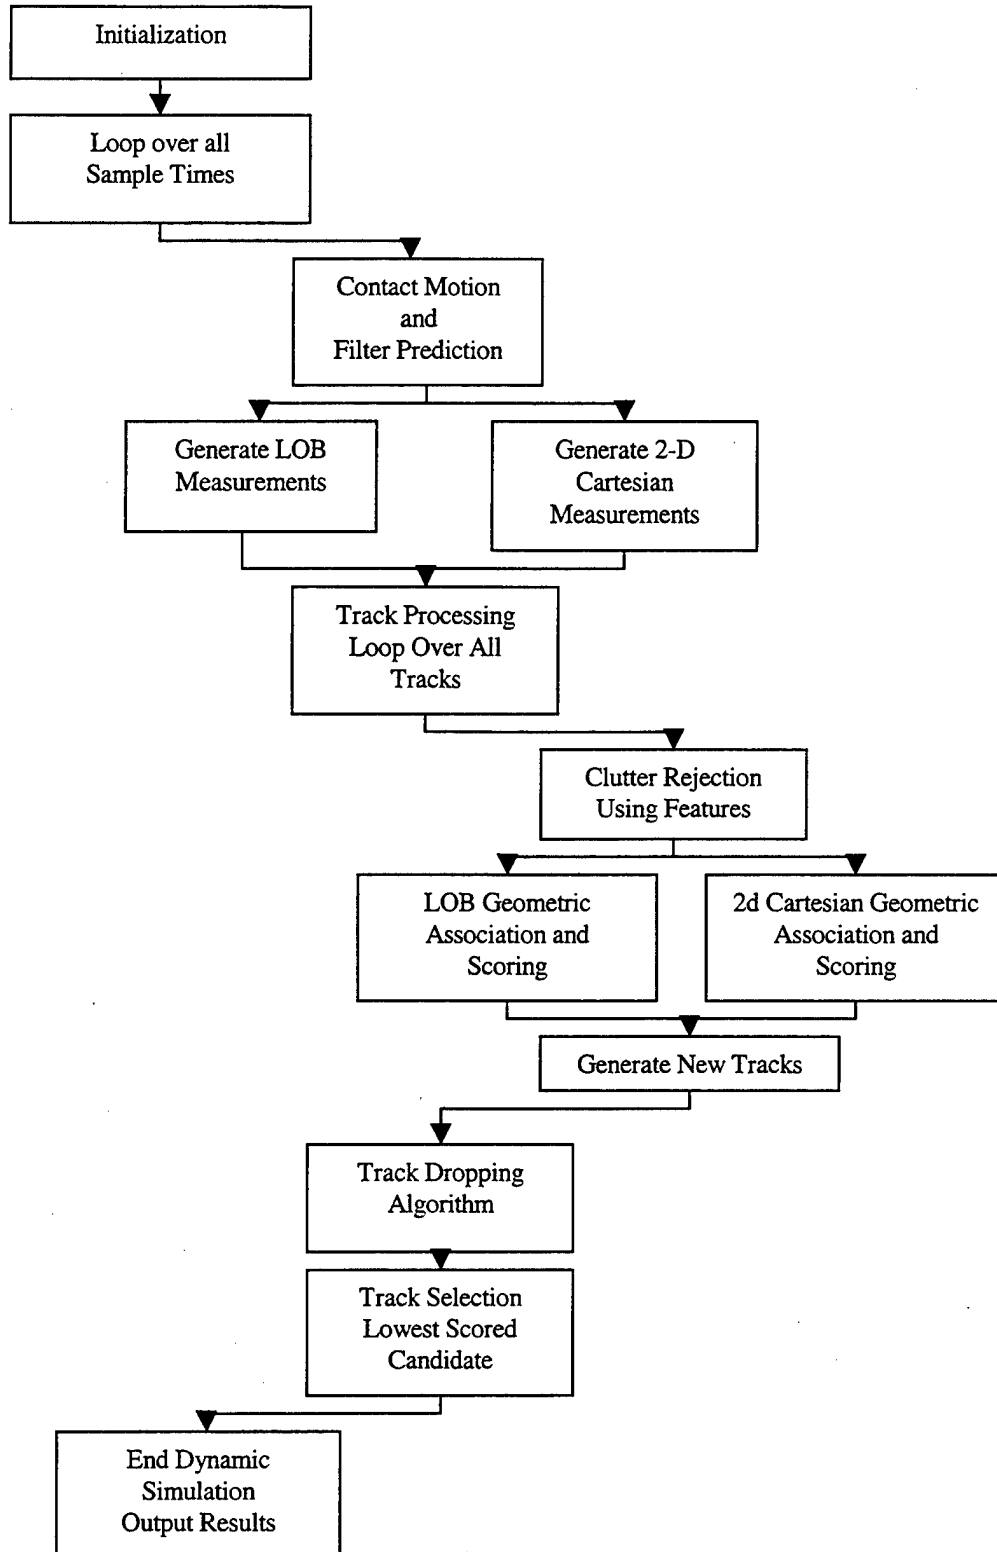 Initialization
Loop over all
Sample Times
Contact Motion
and
Filter Prediction
Generate LOB
Measurements
Generate 2-D
Cartesian
Measurements
Track Processing
Loop Over All
Tracks
Clutter Rejection
Using Features
LOB Geometric
Association and
Scoring
2d Cartesian Geometric
Association and
Scoring
Generate New Tracks
Track Dropping
Algorithm
Track Selection
Lowest Scored
Candidate
End Dynamic
Simulation
Output Results